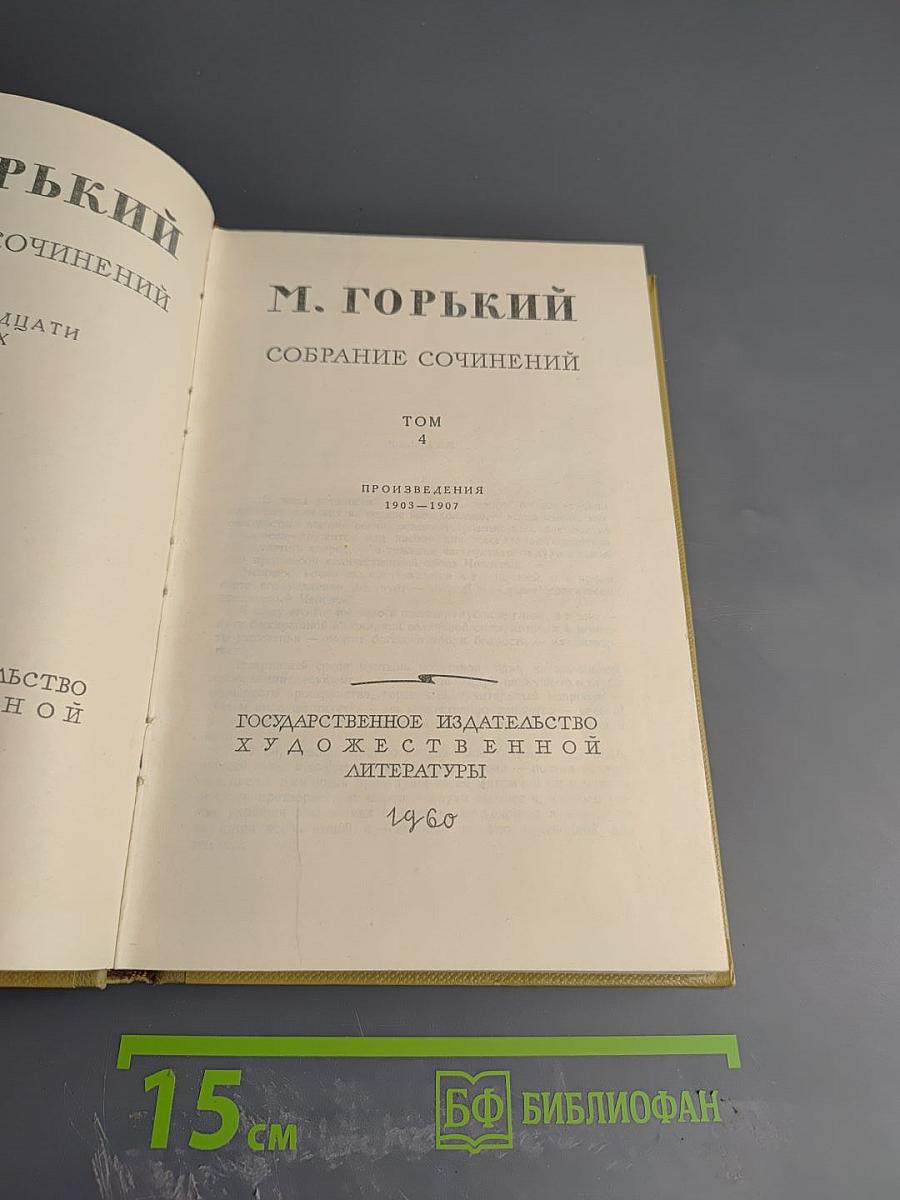 РЬКИЙ
СОЧИНЕНИЙ
ДЦАТИ
Х
ЛЬСТВО
НОЙ
М. ГОРЬКИЙ
СОБРАНИЕ СОЧИНЕНИЙ
ТОМ
4
ПРОИЗВЕДЕНИЯ
1903—1907
ГОСУДАРСТВЕННОЕ ИЗДАТЕЛЬСТВО
ХУДОЖЕСТВЕННОЙ
ЛИТЕРАТУРЫ
1960
15 см
БФ БИБЛИОФАН